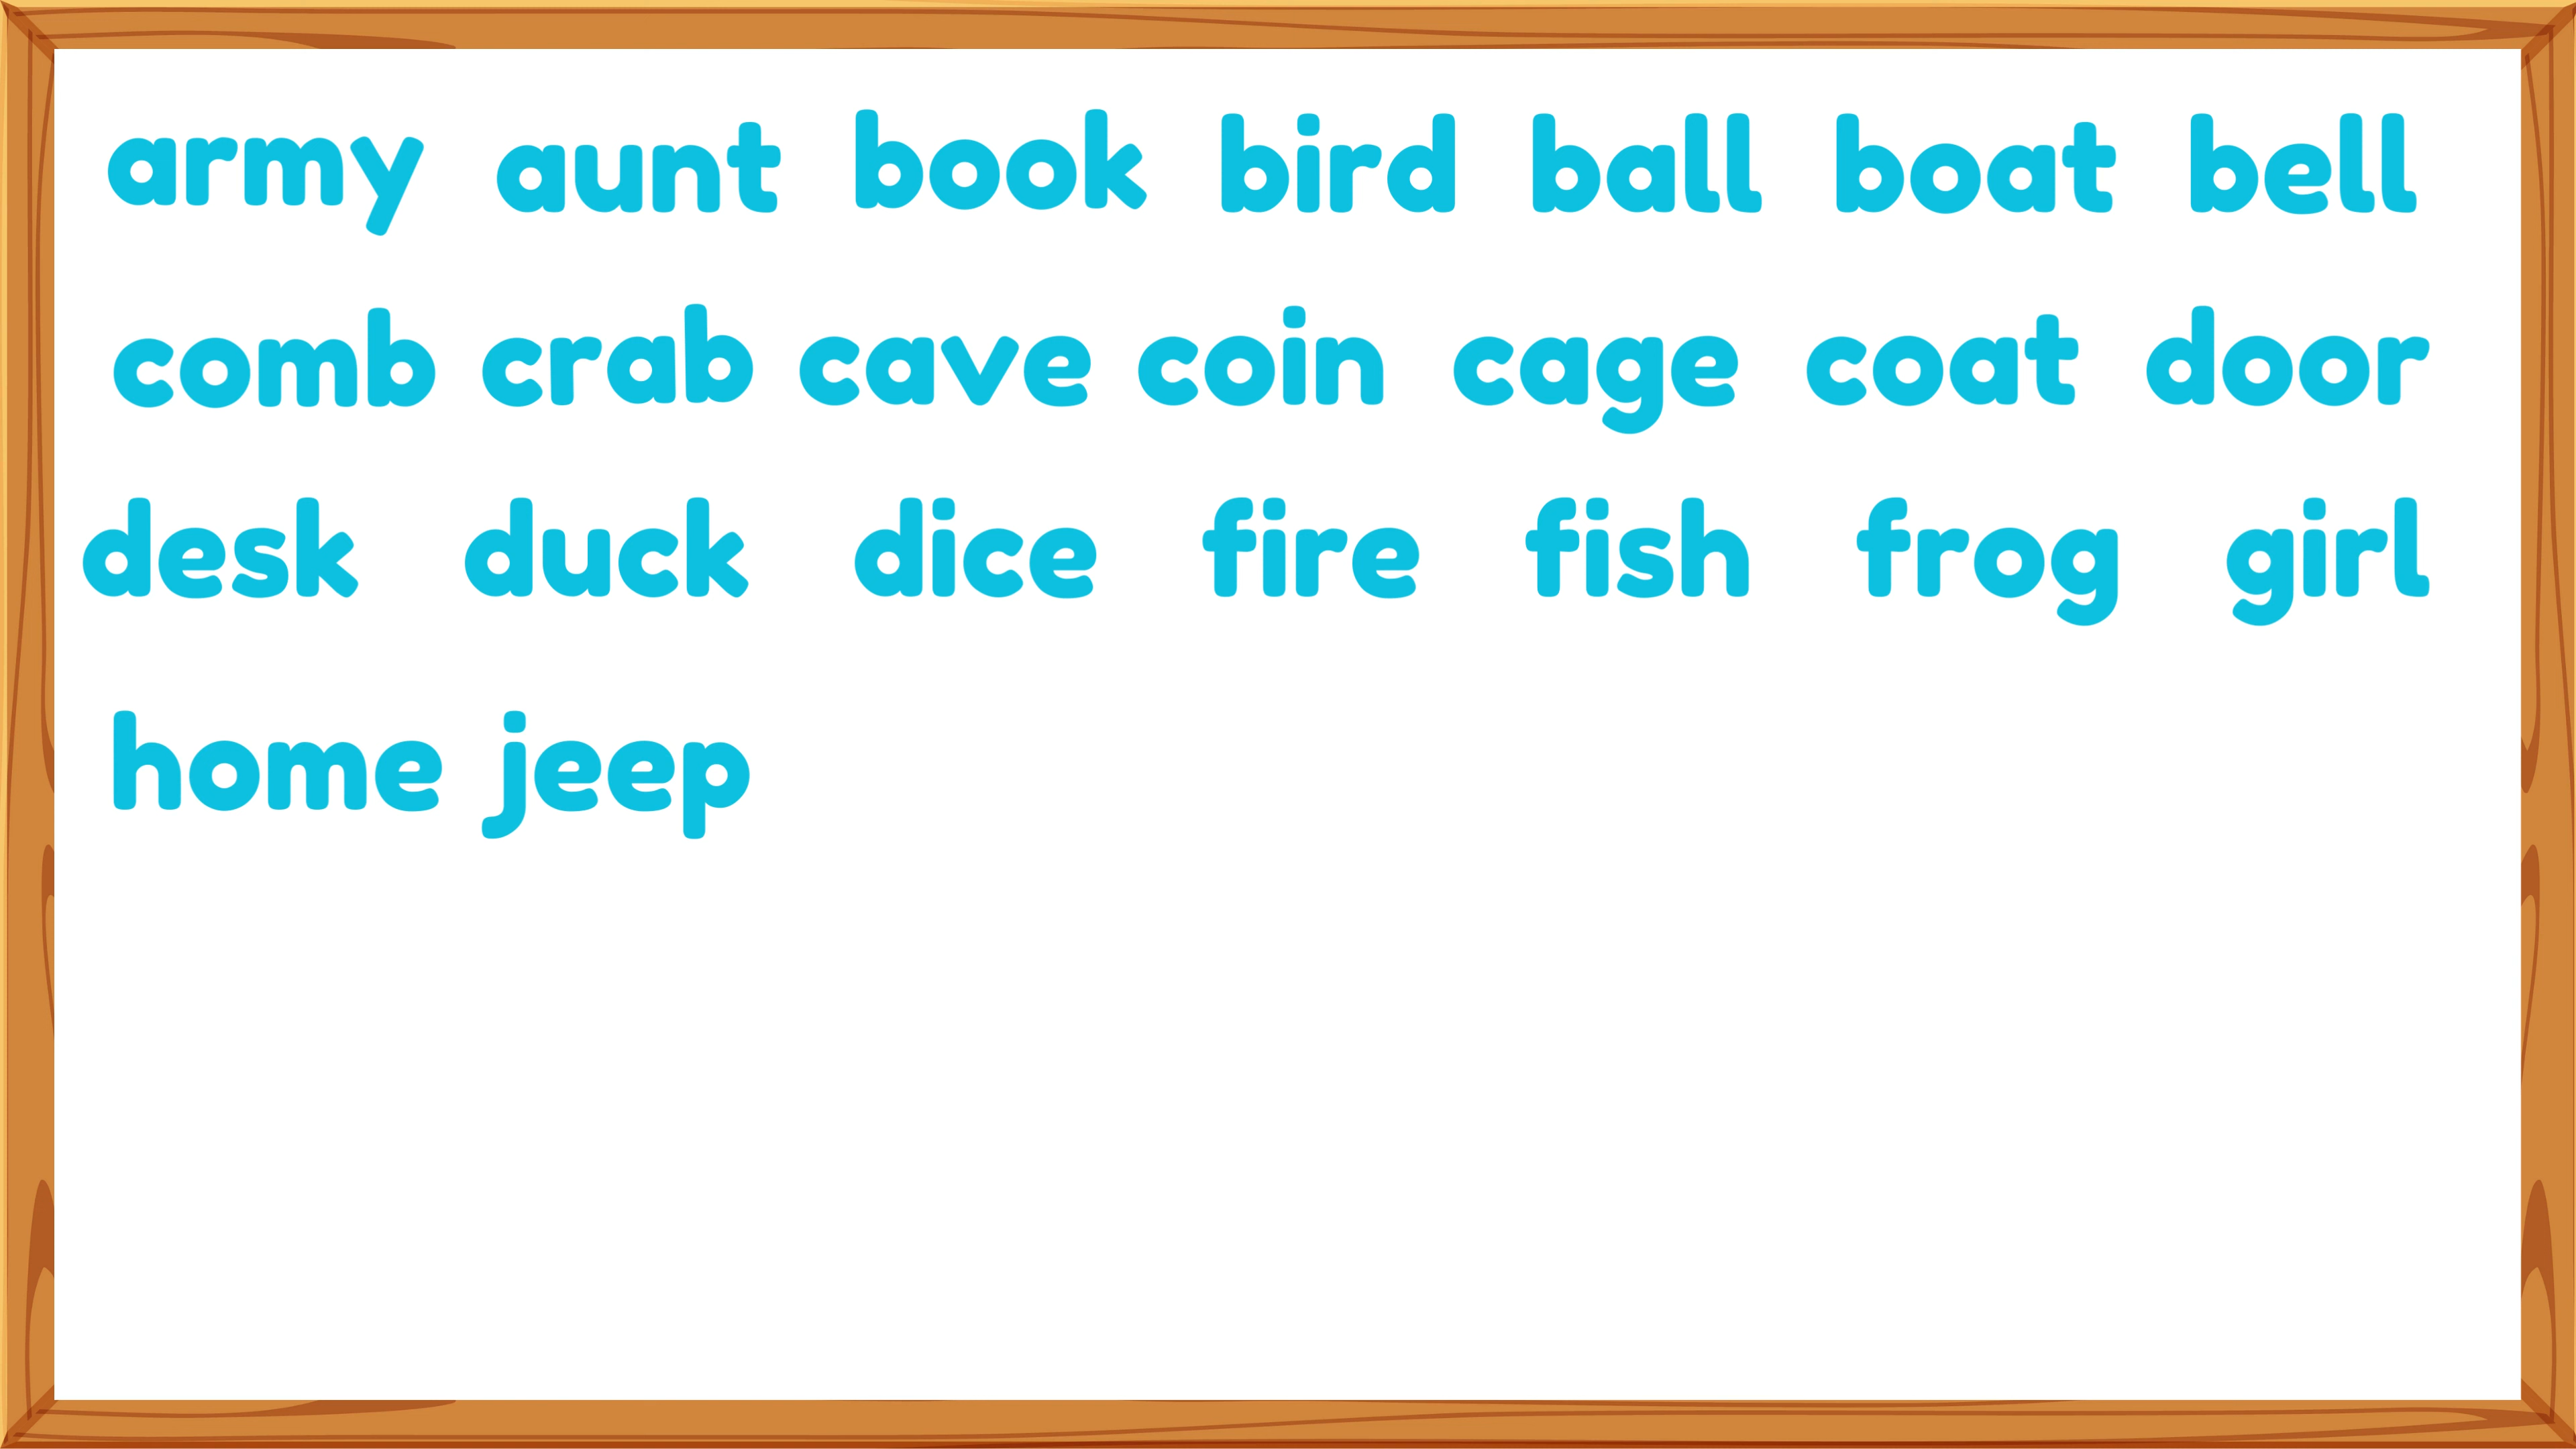 army aunt book bird ball boat bell
comb crab cave coin cage coat door
desk duck dice fire fish frog girl
home jeep